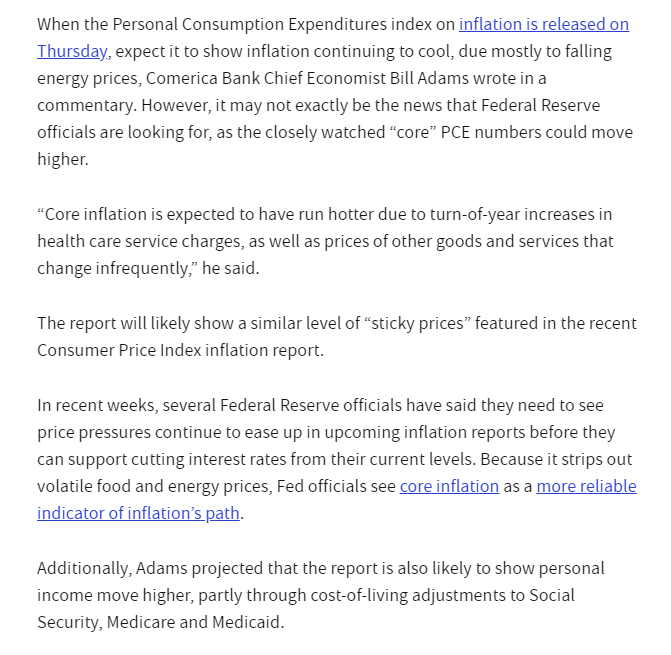 When the Personal Consumption Expenditures index on inflation is released on
Thursday, expect it to show inflation continuing to cool, due mostly to falling
energy prices, Comerica Bank Chief Economist Bill Adams wrote in a
commentary. However, it may not exactly be the news that Federal Reserve
officials are looking for, as the closely watched “core” PCE numbers could move
higher.
“Core inflation is expected to have run hotter due to turn-of-year increases in
health care service charges, as well as prices of other goods and services that
change infrequently,” he said.
The report will likely show a similar level of “sticky prices” featured in the recent
Consumer Price Index inflation report.
In recent weeks, several Federal Reserve officials have said they need to see
price pressures continue to ease up in upcoming inflation reports before they
can support cutting interest rates from their current levels. Because it strips out
volatile food and energy prices, Fed officials see core inflation as a more reliable
indicator of inflation’s path.
Additionally, Adams projected that the report is also likely to show personal
income move higher, partly through cost-of-living adjustments to Social
Security, Medicare and Medicaid.